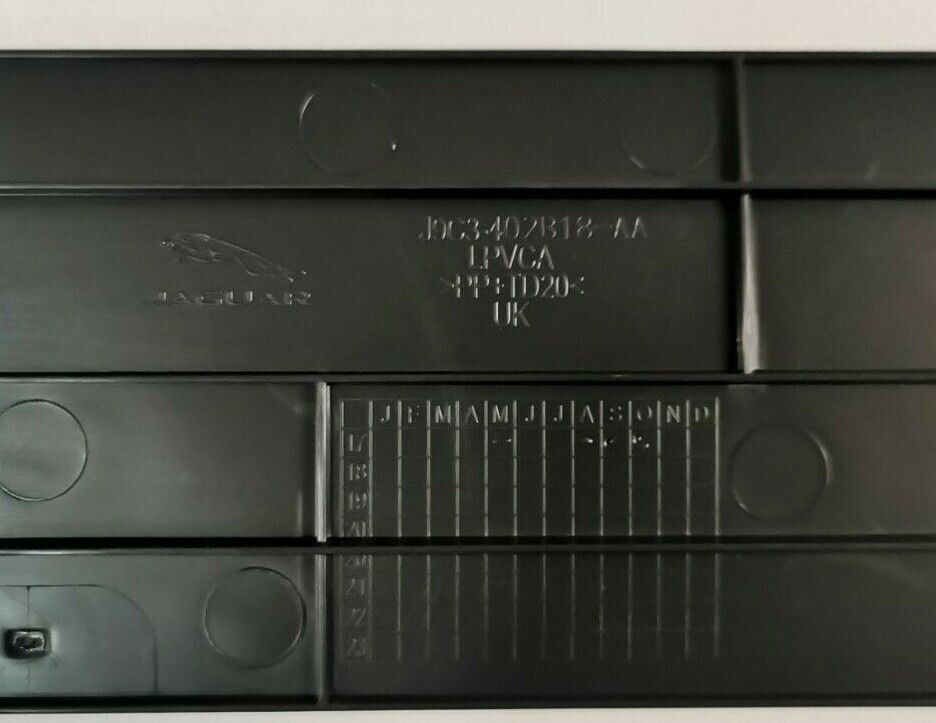 J9C3-402B18-AA
LPVCA
JAGUAR
>PP+TD20<
UK
J F M A M J J A S O N D
17
18
19
20
21
22
23